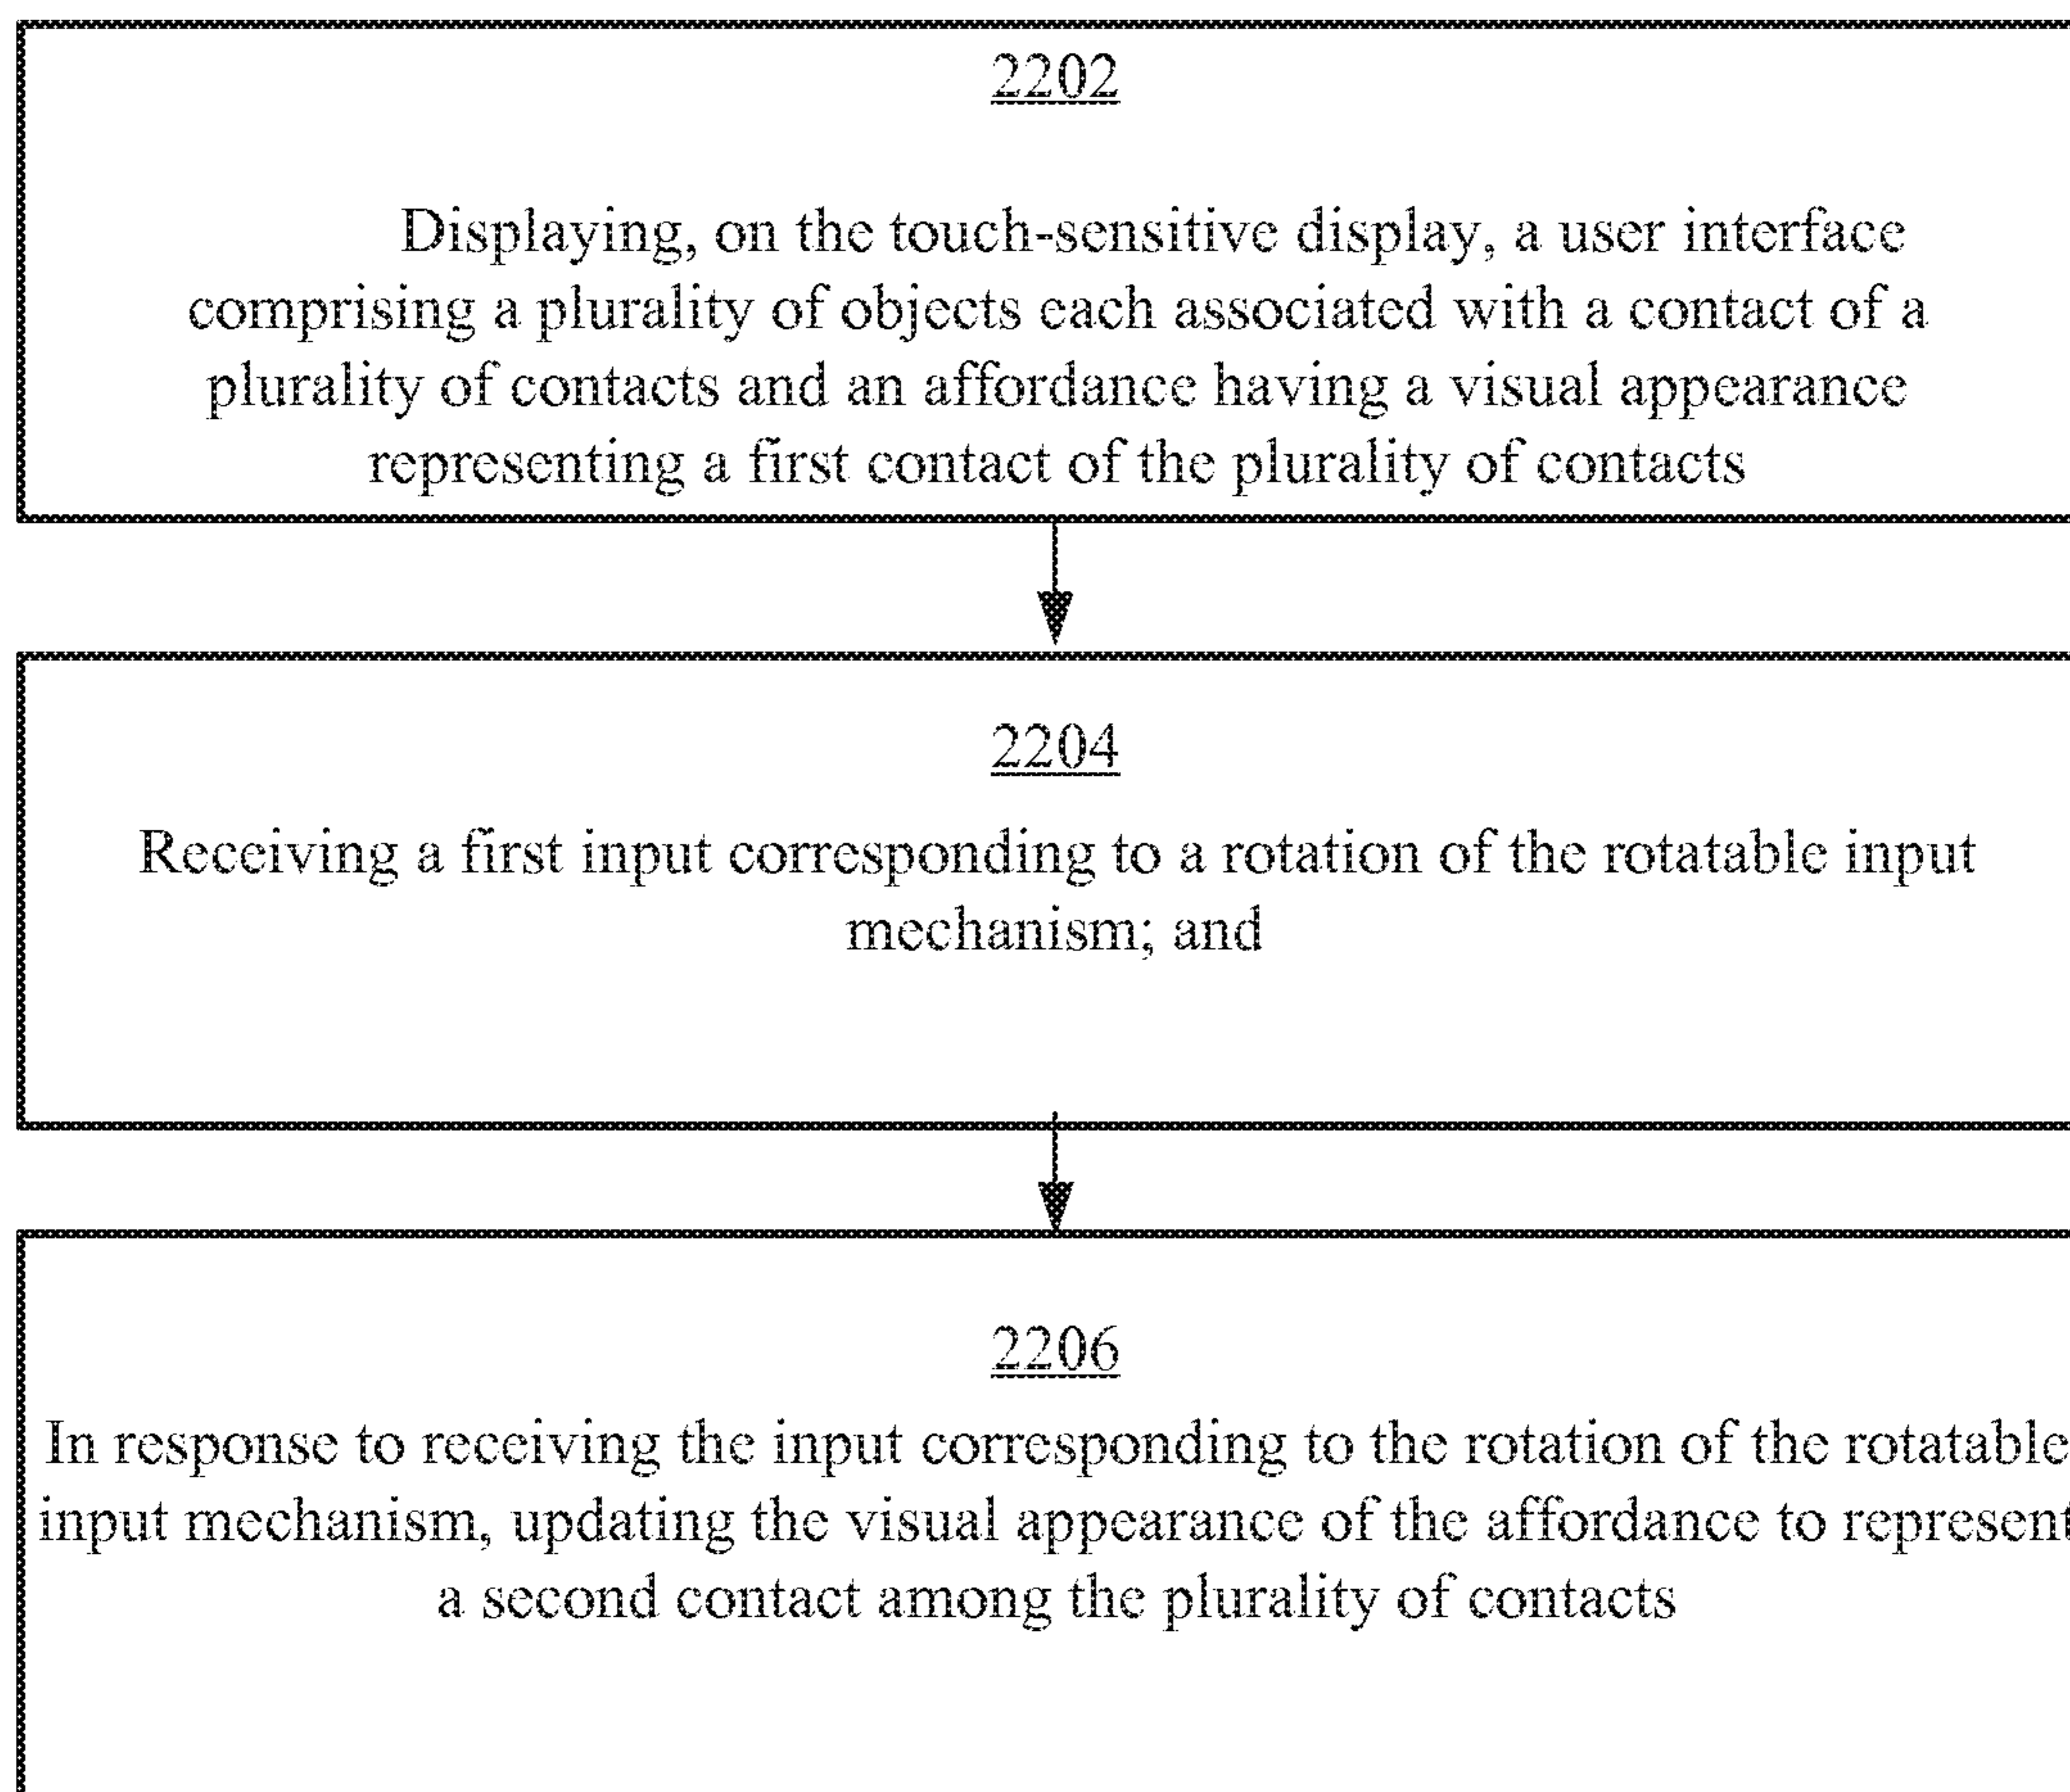 2202
Displaying, on the touch-sensitive display, a user interface
comprising a plurality of objects each associated with a contact of a
plurality of contacts and an affordance having a visual appearance
representing a first contact of the plurality of contacts
2204
Receiving a first input corresponding to a rotation of the rotatable input
mechanism; and
2206
In response to receiving the input corresponding to the rotation of the rotatable
input mechanism, updating the visual appearance of the affordance to represent
a second contact among the plurality of contacts